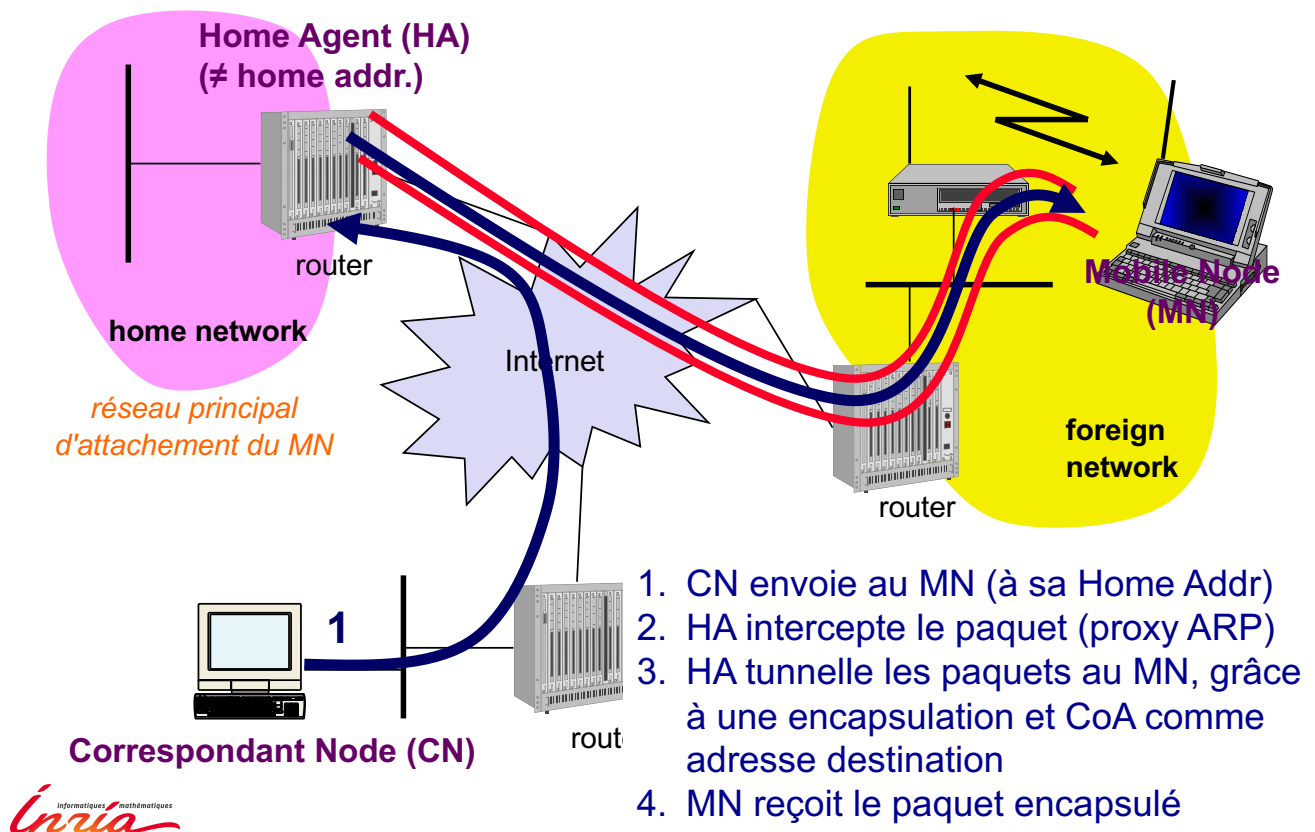 Home Agent (HA)
(≠ home addr.)
router
home network
Internet
Mobile Node
(MN)
réseau principal
d'attachement du MN
foreign
network
router
1
Correspondant Node (CN)
route
1. CN envoie au MN (à sa Home Addr)
2. HA intercepte le paquet (proxy ARP)
3. HA tunnelle les paquets au MN, grâce
à une encapsulation et CoA comme
adresse destination
4. MN reçoit le paquet encapsulé
informatiques mathématiques
Inria